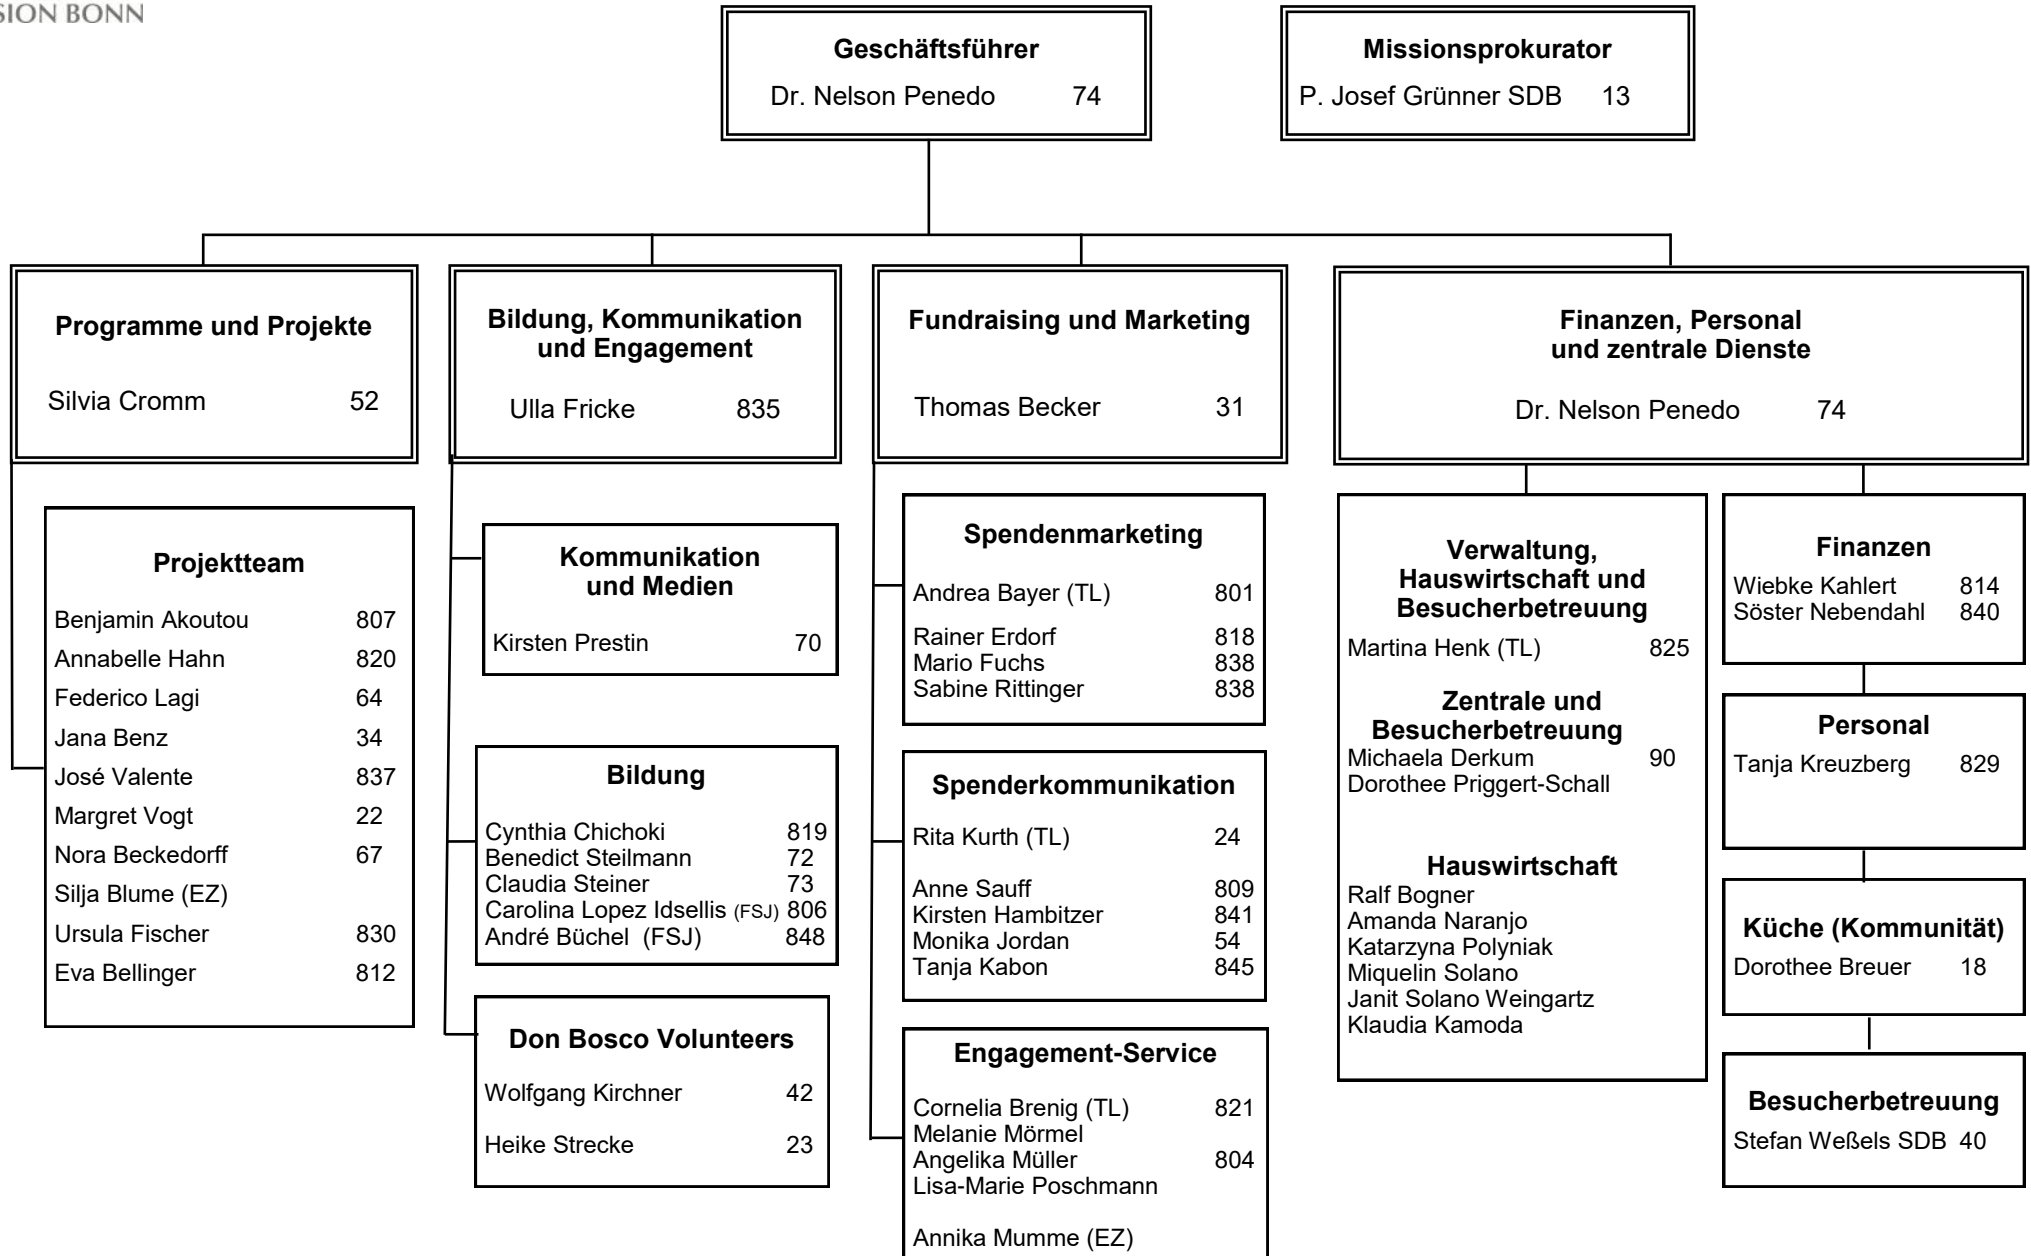 SION BONN
Geschäftsführer
Dr. Nelson Penedo 74
Missionsprokurator
P. Josef Grünner SDB 13
Programme und Projekte
Silvia Cromm 52
Bildung, Kommunikation
und Engagement
Ulla Fricke 835
Fundraising und Marketing
Thomas Becker 31
Finanzen, Personal
und zentrale Dienste
Dr. Nelson Penedo 74
Projektteam
Benjamin Akoutou 807
Annabelle Hahn 820
Federico Lagi 64
Jana Benz 34
José Valente 837
Margret Vogt 22
Nora Beckedorff 67
Silja Blume (EZ)
Ursula Fischer 830
Eva Bellinger 812
Kommunikation
und Medien
Kirsten Prestin 70
Bildung
Cynthia Chichoki 819
Benedict Steilmann 72
Claudia Steiner 73
Carolina Lopez Idsellis (FSJ) 806
André Büchel (FSJ) 848
Don Bosco Volunteers
Wolfgang Kirchner 42
Heike Strecke 23
Spendenmarketing
Andrea Bayer (TL) 801
Rainer Erdorf 818
Mario Fuchs 838
Sabine Rittinger 838
Spenderkommunikation
Rita Kurth (TL) 24
Anne Sauff 809
Kirsten Hambitzer 841
Monika Jordan 54
Tanja Kabon 845
Engagement-Service
Cornelia Brenig (TL) 821
Melanie Mörmel
Angelika Müller 804
Lisa-Marie Poschmann
Annika Mumme (EZ)
Verwaltung,
Hauswirtschaft und
Besucherbetreuung
Martina Henk (TL) 825
Zentrale und
Besucherbetreuung
Michaela Derkum 90
Dorothee Priggert-Schall
Hauswirtschaft
Ralf Bogner
Amanda Naranjo
Katarzyna Polyniak
Miquelin Solano
Janit Solano Weingartz
Klaudia Kamoda
Finanzen
Wiebke Kahlert 814
Söster Nebendahl 840
Personal
Tanja Kreuzberg 829
Küche (Kommunität)
Dorothee Breuer 18
Besucherbetreuung
Stefan Weßels SDB 40